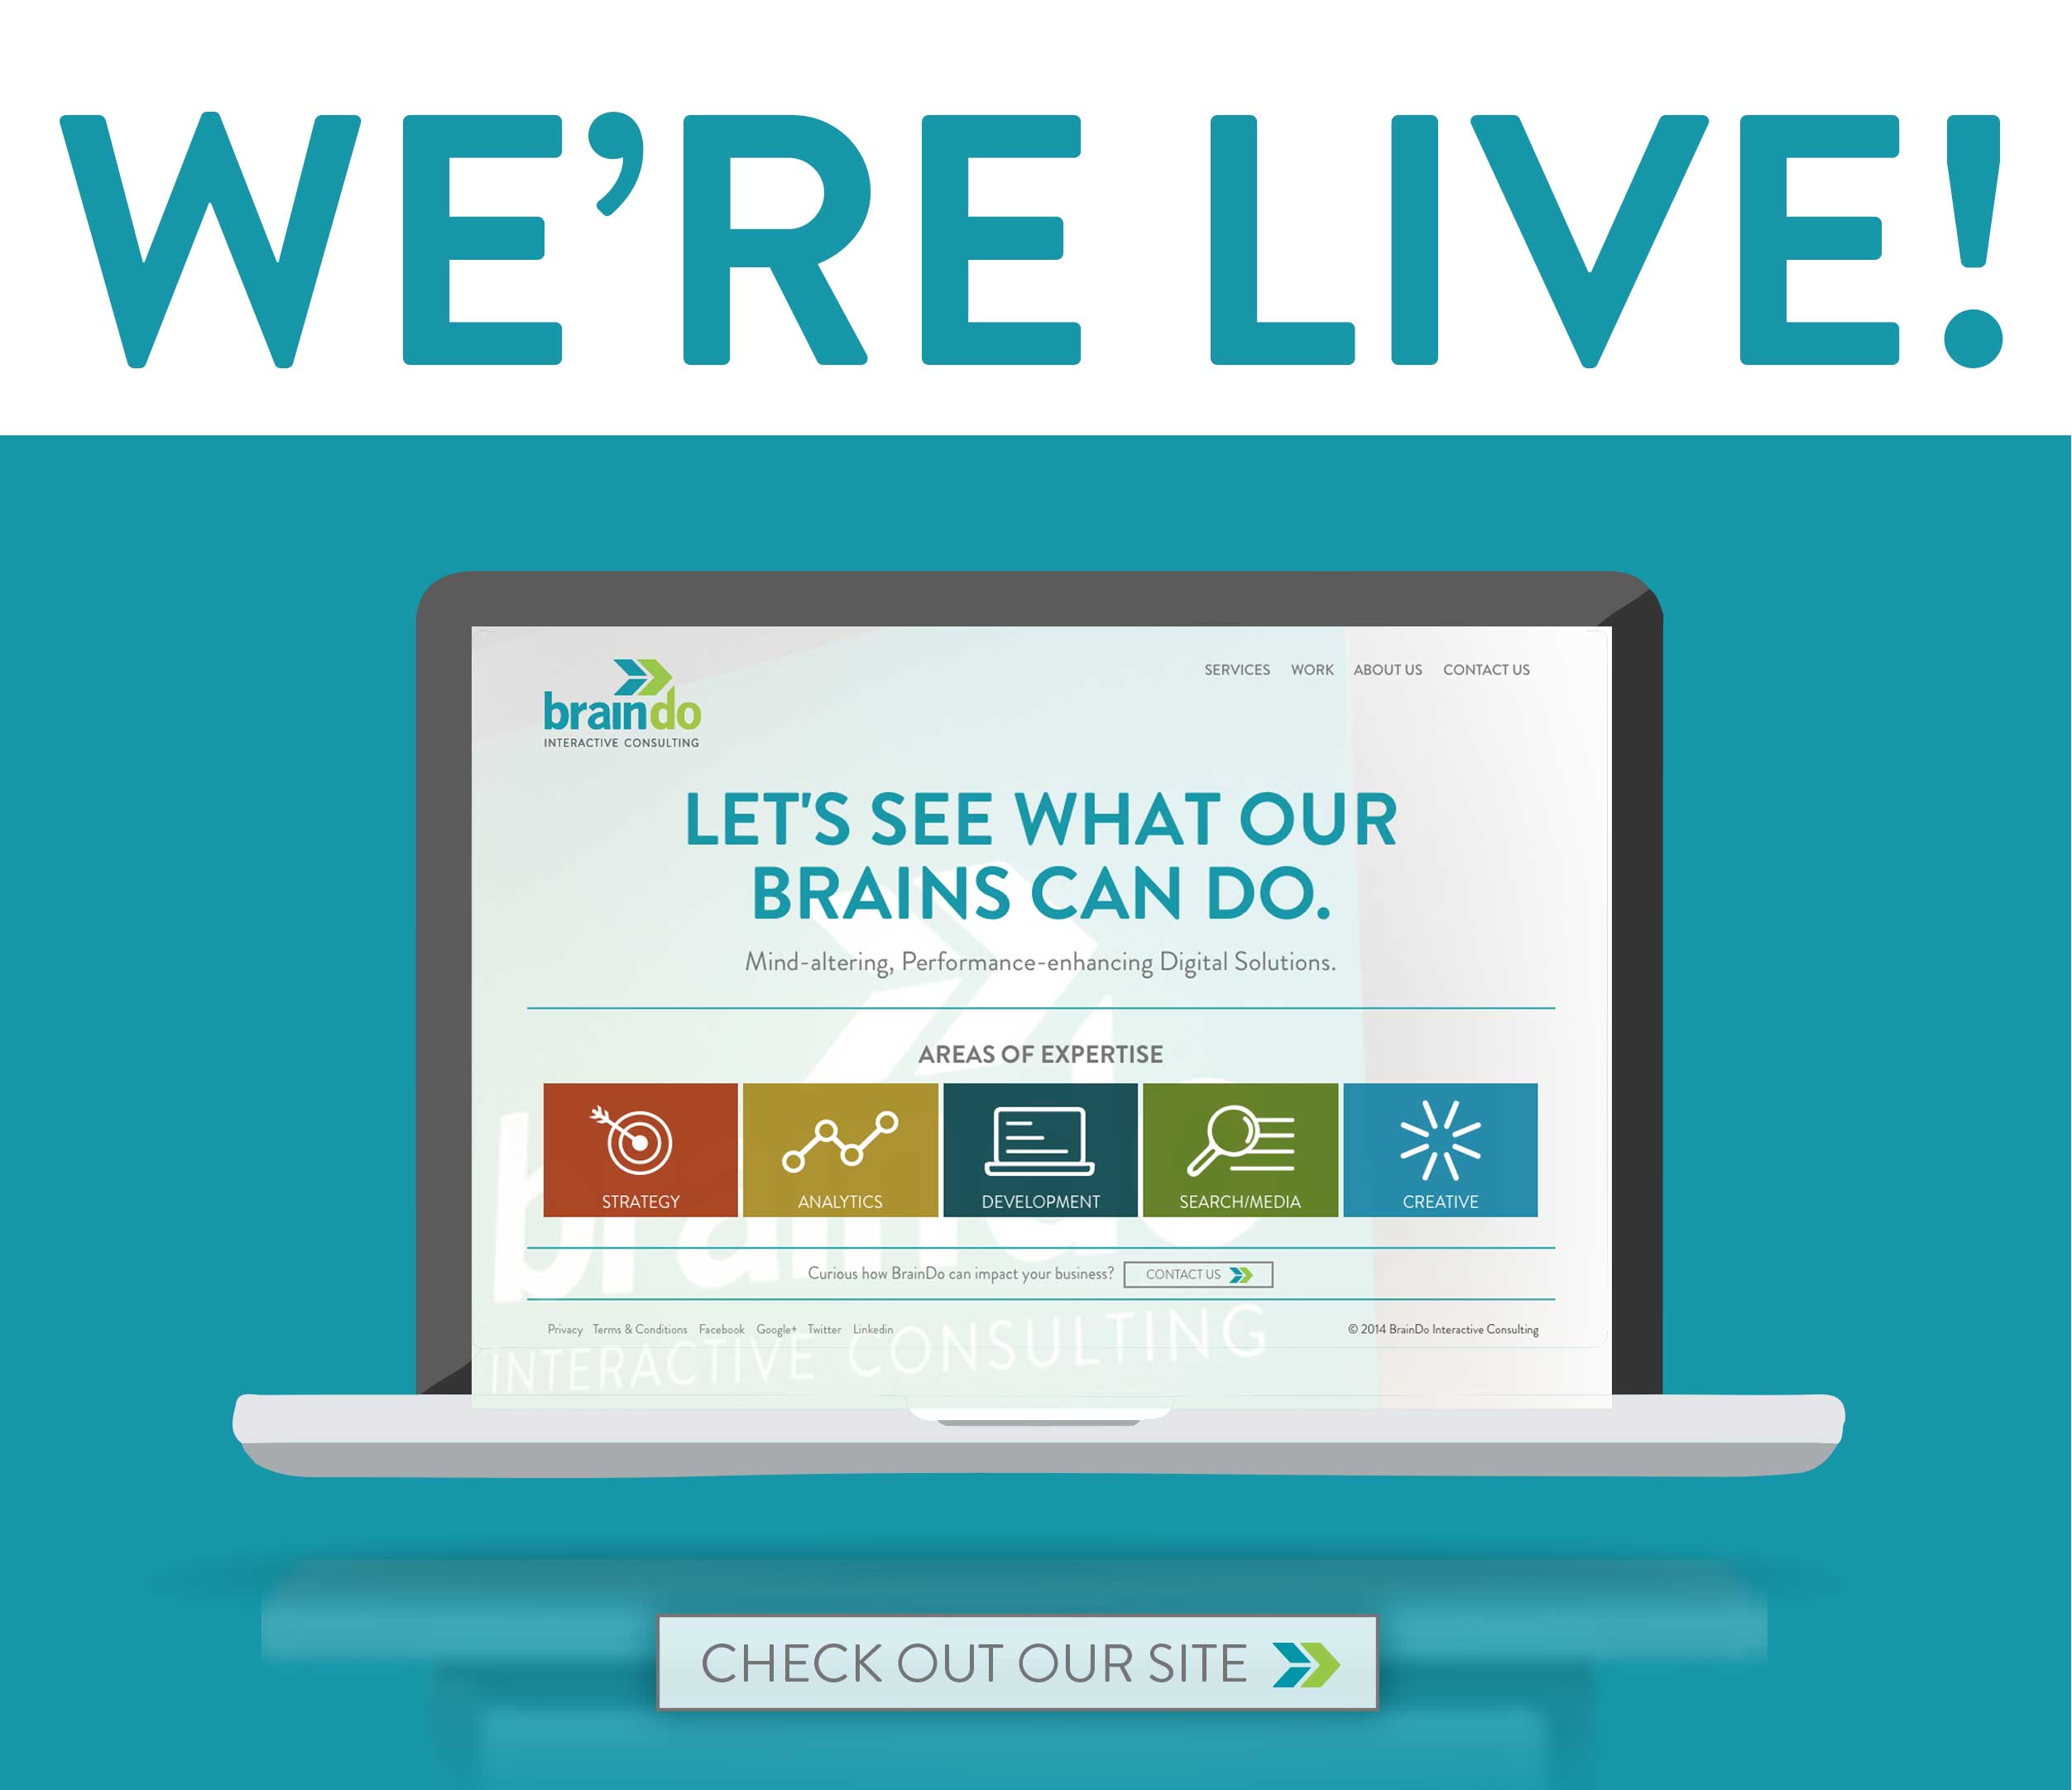 WE’RE LIVE!
braindo
INTERACTIVE CONSULTING
SERVICES WORK ABOUT US CONTACT US
LET'S SEE WHAT OUR
BRAINS CAN DO.
Mind-altering, Performance-enhancing Digital Solutions.
AREAS OF EXPERTISE
STRATEGY ANALYTICS DEVELOPMENT SEARCH/MEDIA CREATIVE
Curious how BrainDo can impact your business? CONTACT US
Privacy Terms & Conditions Facebook Google+ Twitter Linkedin © 2014 BrainDo Interactive Consulting
braindo
INTERACTIVE CONSULTING
CHECK OUT OUR SITE